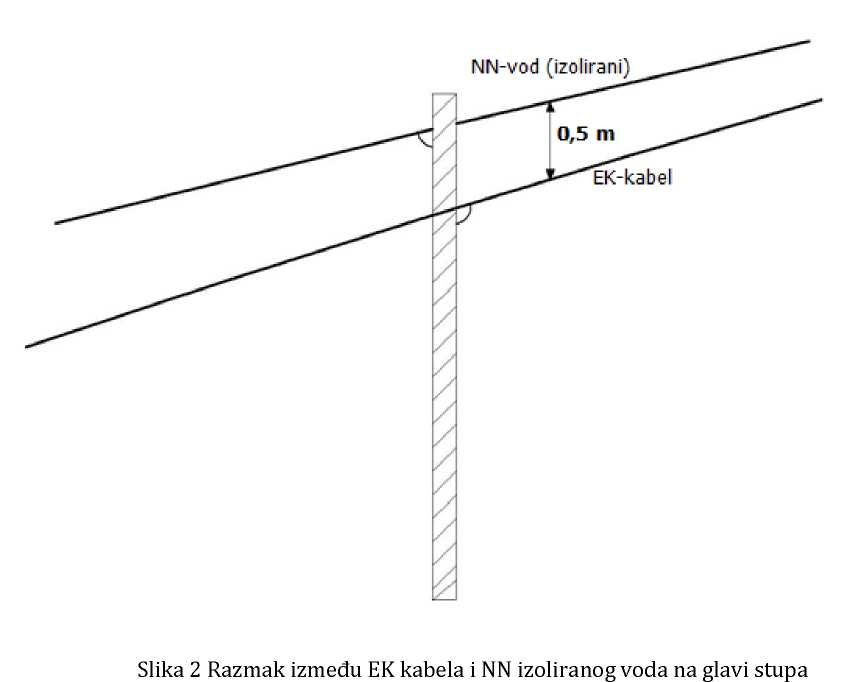 NN-vod (izolirani)
0,5 m
EK-kabel
Slika 2 Razmak između EK kabela i NN izoliranog voda na glavi stupa